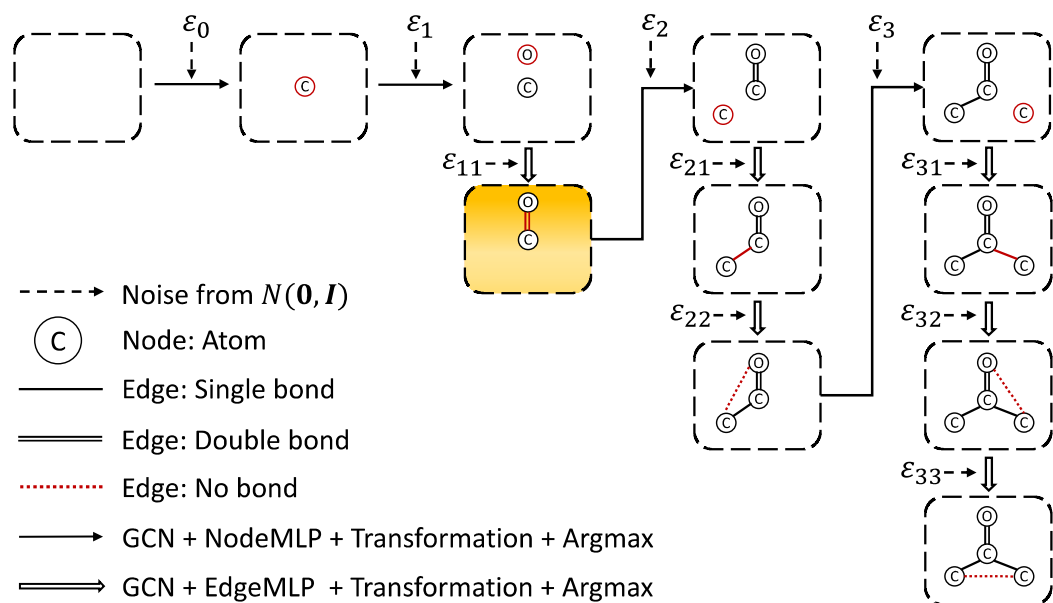 ε₀ ε₁ ε₂ ε₃
C
O
C
O
C
C
O
C
C
C
ε₁₁ ε₂₁ ε₃₁
O
C
O
C
C
O
C
C
C
ε₂₂ ε₃₂
O
C
C
O
C
C
C
ε₃₃
O
C
C
C
Noise from N(𝟎, 𝑰)
C Node: Atom
Edge: Single bond
Edge: Double bond
Edge: No bond
GCN + NodeMLP + Transformation + Argmax
GCN + EdgeMLP + Transformation + Argmax